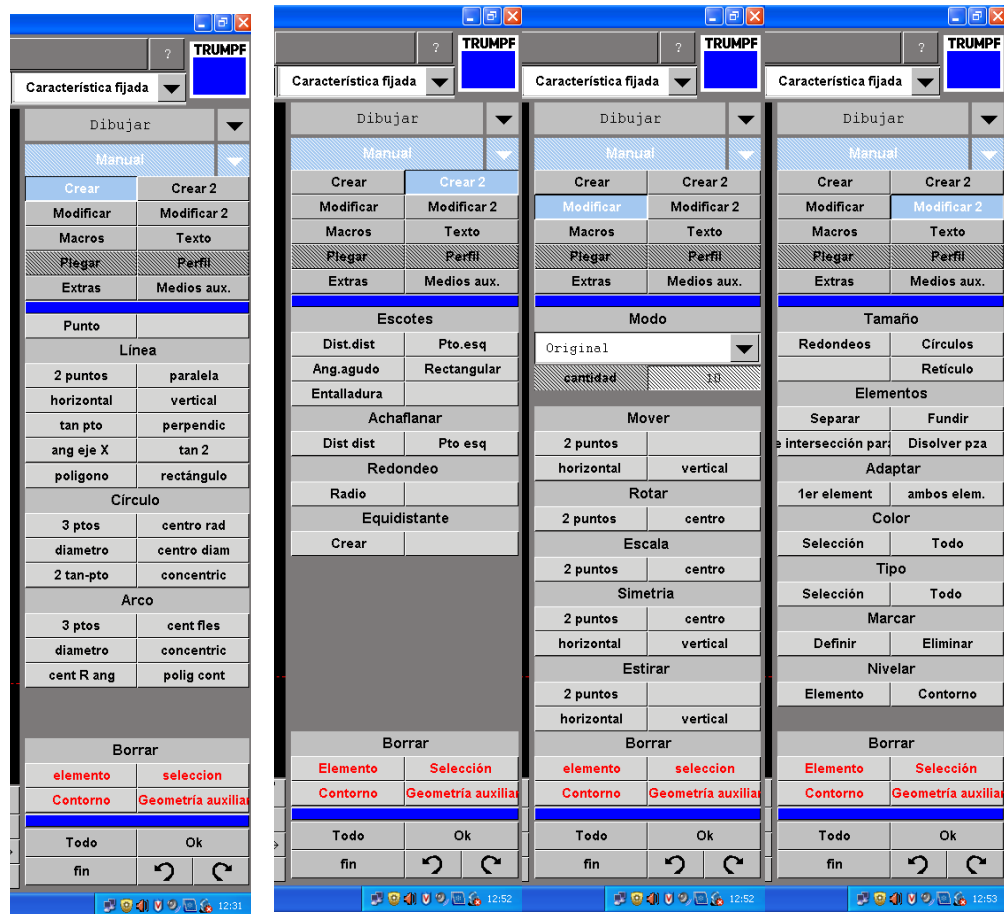 ? TRUMPF
Característica fijada
Dibujar
Manual
Crear Crear 2
Modificar Modificar 2
Macros Texto
Plegar Perfil
Extras Medios aux.
Punto
Línea
2 puntos paralela
horizontal vertical
tan pto perpendic
ang eje X tan 2
poligono rectángulo
Círculo
3 ptos centro rad
diametro centro diam
2 tan-pto concentric
Arco
3 ptos cent fles
diametro concentric
cent R ang polig cont
Borrar
elemento seleccion
Contorno Geometría auxiliar
Todo Ok
fin
12:31
? TRUMPF
Característica fijada
Dibujar
Manual
Crear Crear 2
Modificar Modificar 2
Macros Texto
Plegar Perfil
Extras Medios aux.
Escotes
Dist.dist Pto.esq
Ang.agudo Rectangular
Entalladura
Achaflanar
Dist dist Pto esq
Redondeo
Radio
Equidistante
Crear
Borrar
Elemento Selección
Contorno Geometría auxiliar
Todo Ok
fin
12:52
? TRUMPF
Característica fijada
Dibujar
Manual
Crear Crear 2
Modificar Modificar 2
Macros Texto
Plegar Perfil
Extras Medios aux.
Modo
Original
cantidad 10
Mover
2 puntos
horizontal vertical
Rotar
2 puntos centro
Escala
2 puntos centro
Simetria
2 puntos centro
horizontal vertical
Estirar
2 puntos
horizontal vertical
Borrar
elemento seleccion
Contorno Geometría auxiliar
Todo Ok
fin
12:52
? TRUMPF
Característica fijada
Dibujar
Manual
Crear Crear 2
Modificar Modificar 2
Macros Texto
Plegar Perfil
Extras Medios aux.
Tamaño
Redondeos Círculos
Retículo
Elementos
Separar Fundir
e intersección para Disolver pza
Adaptar
1er element ambos elem.
Color
Selección Todo
Tipo
Selección Todo
Marcar
Definir Eliminar
Nivelar
Elemento Contorno
Borrar
Elemento Selección
Contorno Geometría auxiliar
Todo Ok
fin
12:53